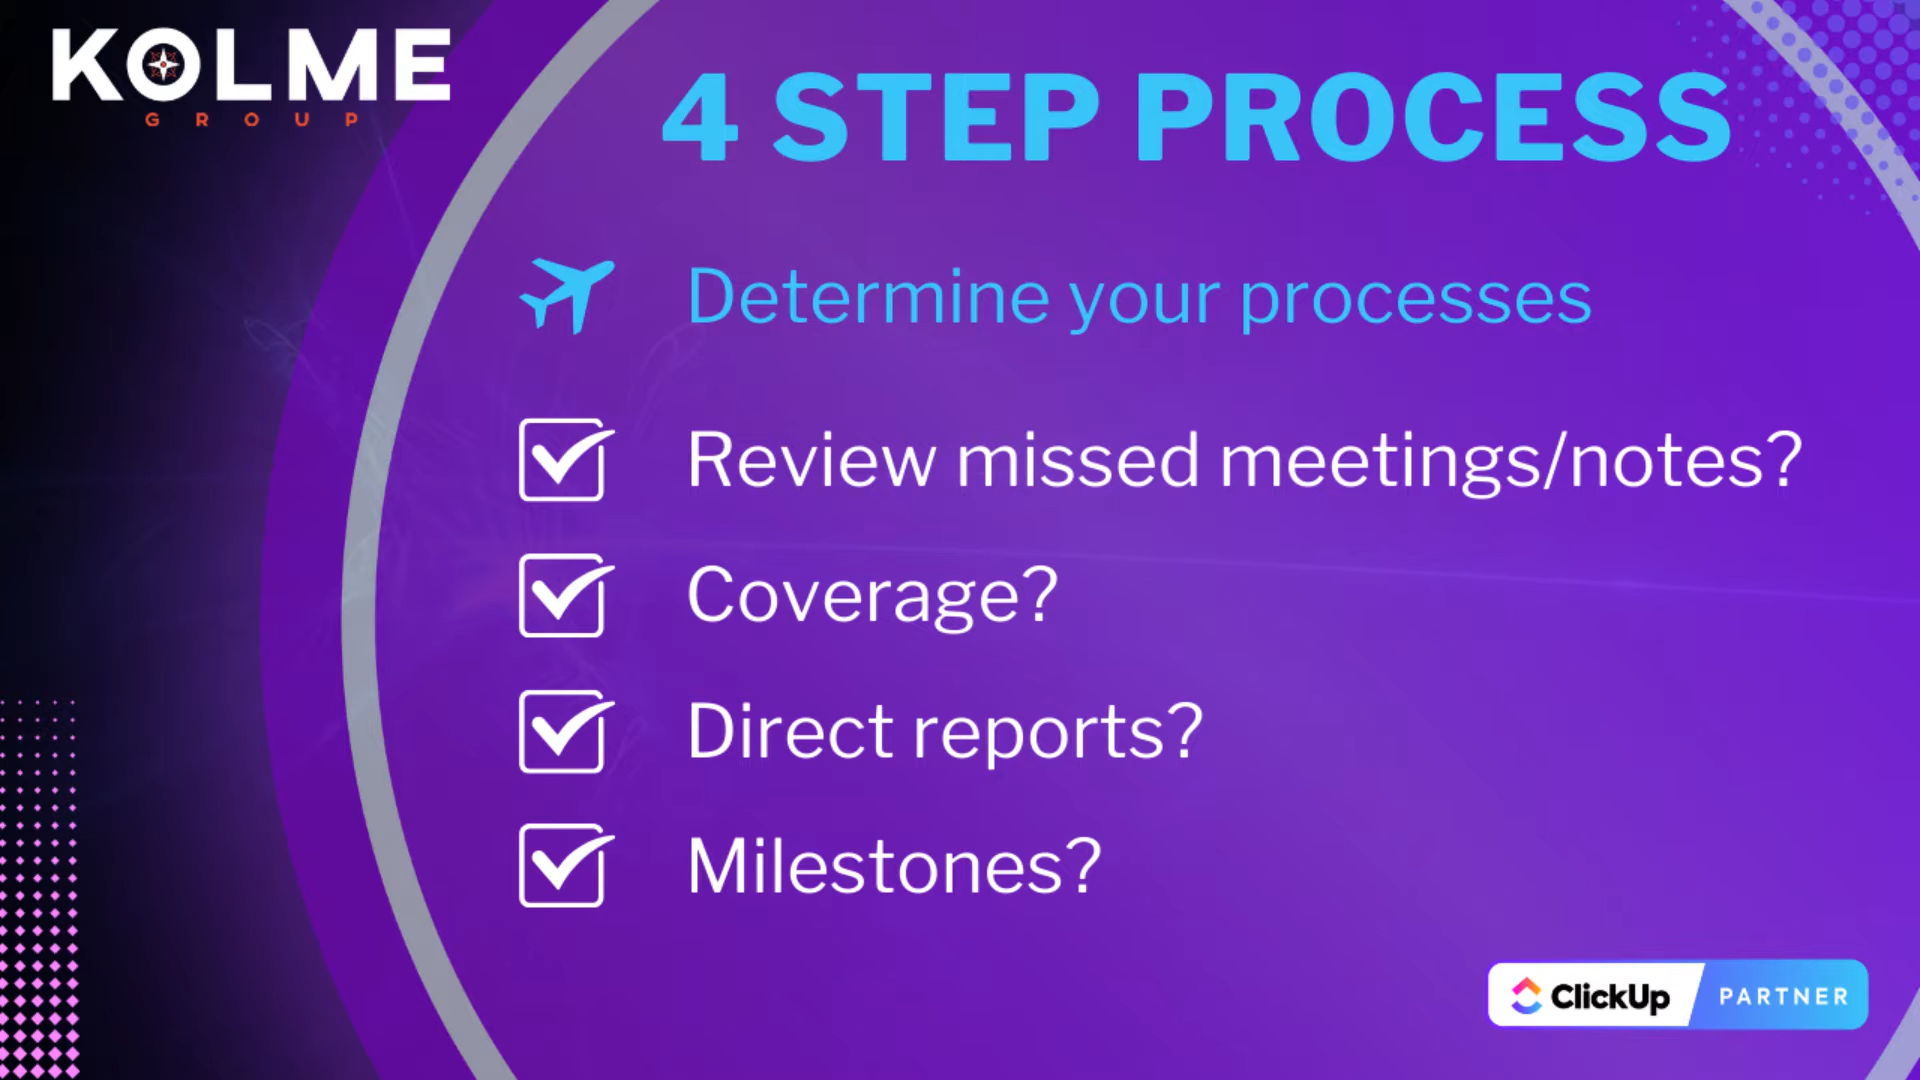 KOLME
GROUP
4 STEP PROCESS
Determine your processes
Review missed meetings/notes?
Coverage?
Direct reports?
Milestones?
ClickUp PARTNER